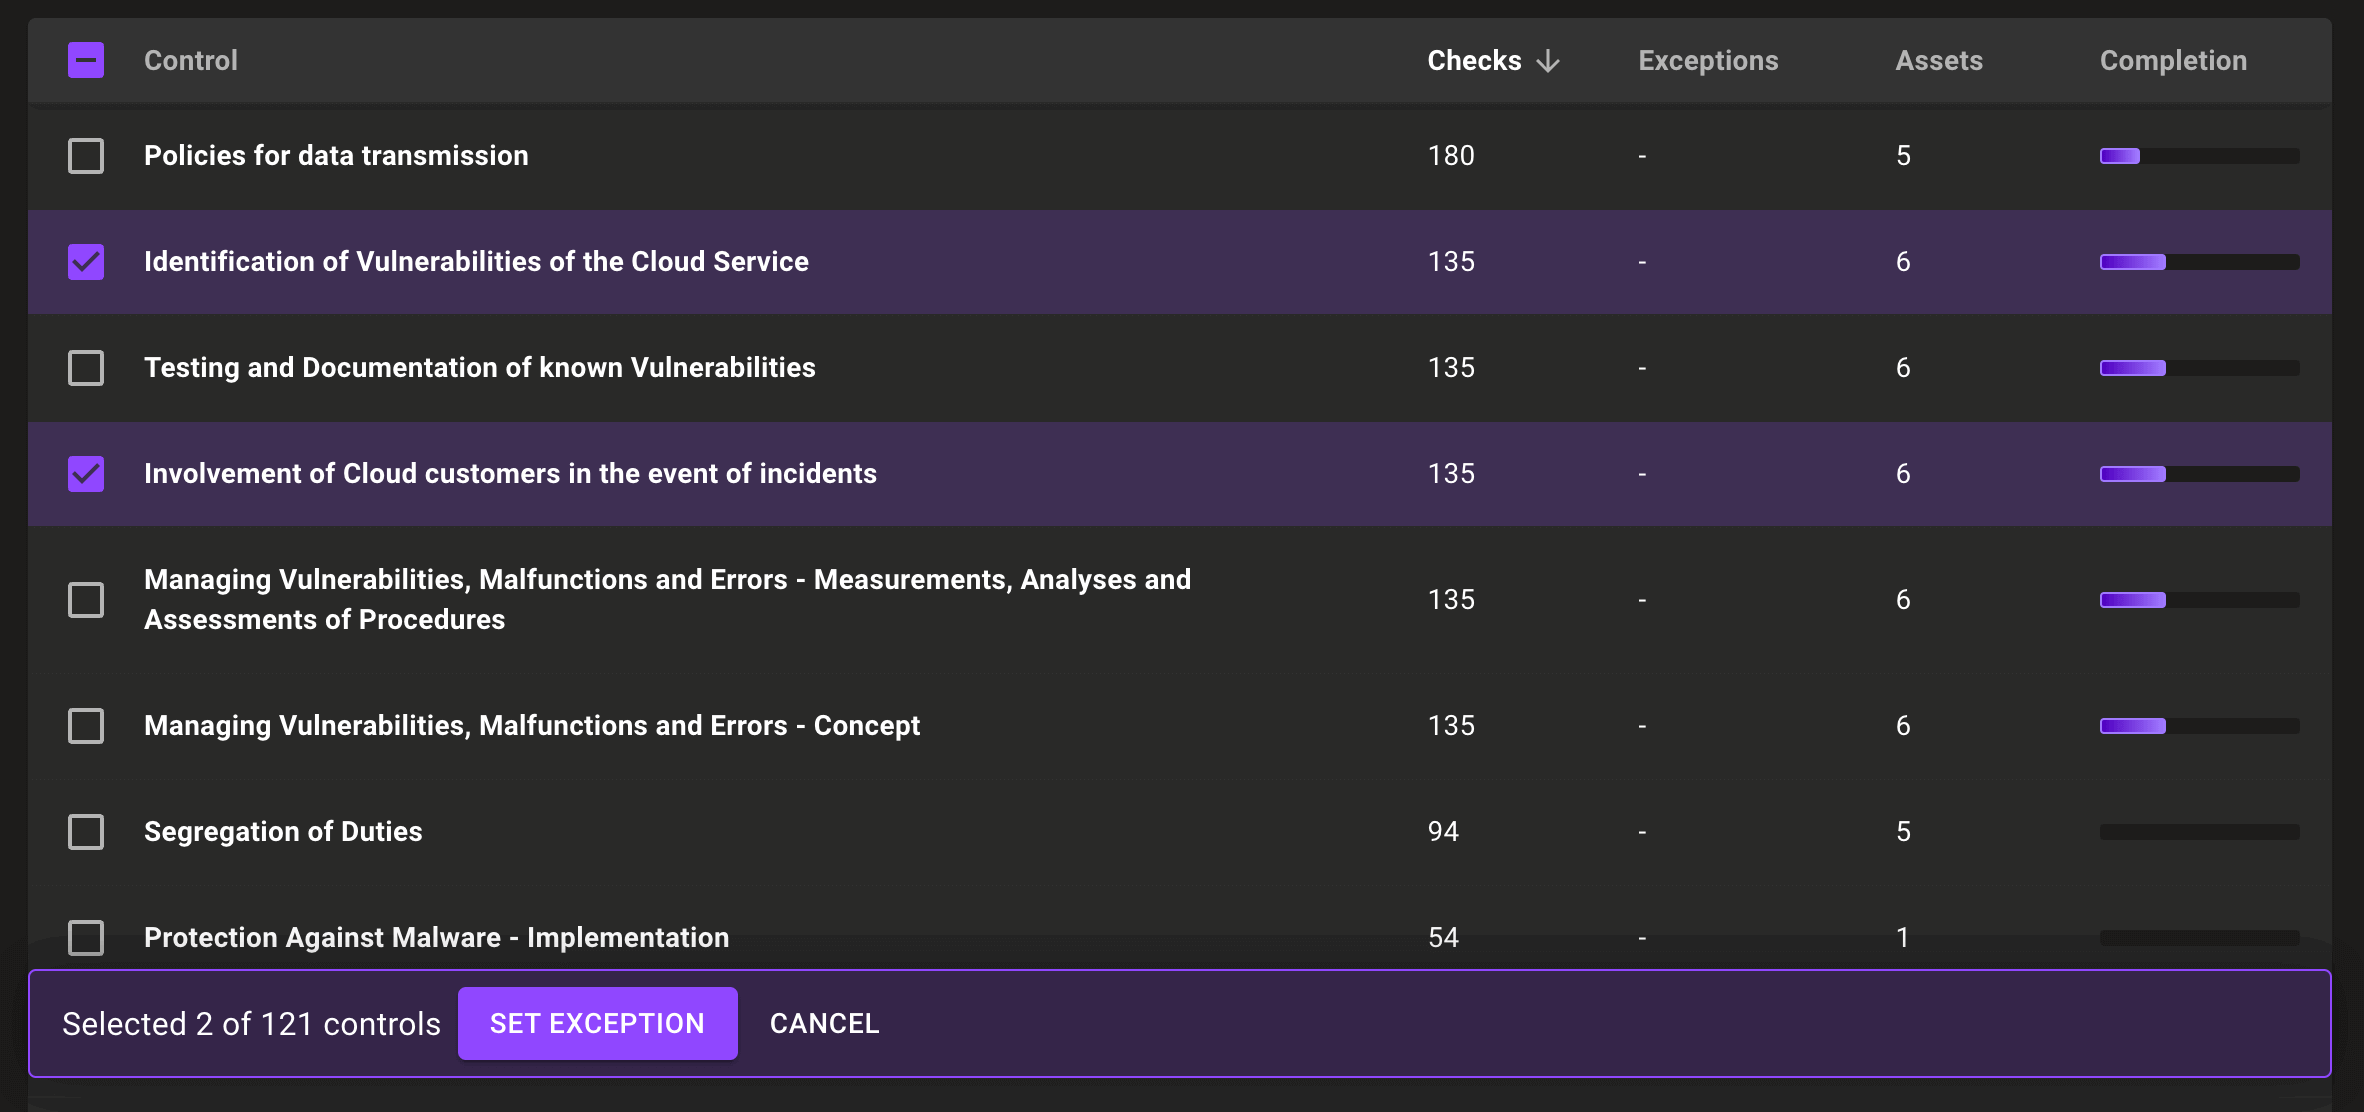 Control Checks Exceptions Assets Completion
Policies for data transmission 180 - 5
Identification of Vulnerabilities of the Cloud Service 135 - 6
Testing and Documentation of known Vulnerabilities 135 - 6
Involvement of Cloud customers in the event of incidents 135 - 6
Managing Vulnerabilities, Malfunctions and Errors - Measurements, Analyses and
Assessments of Procedures 135 - 6
Managing Vulnerabilities, Malfunctions and Errors - Concept 135 - 6
Segregation of Duties 94 - 5
Protection Against Malware - Implementation 54 - 1
Selected 2 of 121 controls SET EXCEPTION CANCEL